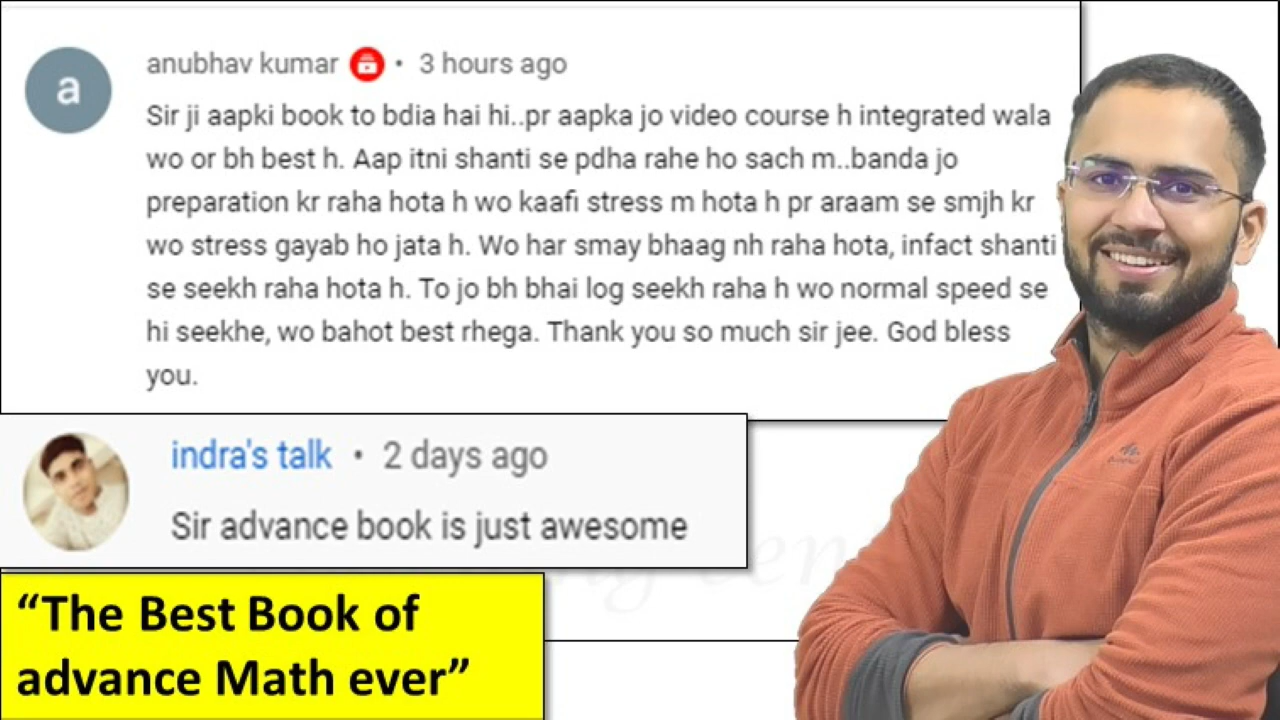 a
anubhav kumar • 3 hours ago
Sir ji aapki book to bdia hai hi..pr aapka jo video course h integrated wala
wo or bh best h. Aap itni shanti se pdha rahe ho sach m..banda jo
preparation kr raha hota h wo kaafi stress m hota h pr araam se smjh kr
wo stress gayab ho jata h. Wo har smay bhaag nh raha hota, infact shanti
se seekh raha hota h. To jo bh bhai log seekh raha h wo normal speed se
hi seekhe, wo bahot best rhega. Thank you so much sir jee. God bless
you.
indra's talk • 2 days ago
Sir advance book is just awesome
“The Best Book of
advance Math ever”